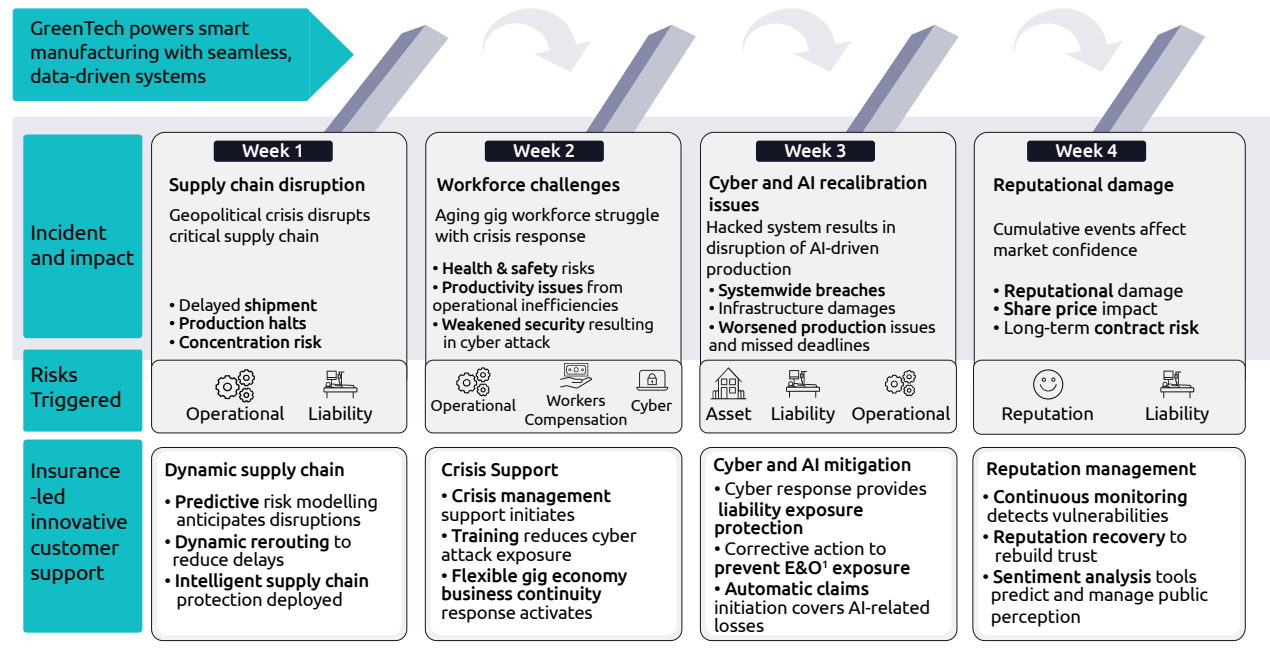 GreenTech powers smart
manufacturing with seamless,
data-driven systems
Incident
and impact
Week 1
Supply chain disruption
Geopolitical crisis disrupts
critical supply chain
• Delayed shipment
• Production halts
• Concentration risk
Week 2
Workforce challenges
Aging gig workforce struggle
with crisis response
• Health & safety risks
• Productivity issues from
operational inefficiencies
• Weakened security resulting
in cyber attack
Week 3
Cyber and AI recalibration
issues
Hacked system results in
disruption of AI-driven
production
• Systemwide breaches
• Infrastructure damages
• Worsened production issues
and missed deadlines
Week 4
Reputational damage
Cumulative events affect
market confidence
• Reputational damage
• Share price impact
• Long-term contract risk
Risks
Triggered
Operational
Liability
Operational
Workers
Compensation
Cyber
Asset
Liability
Operational
Reputation
Liability
Insurance
-led
innovative
customer
support
Dynamic supply chain
• Predictive risk modelling
anticipates disruptions
• Dynamic rerouting to
reduce delays
• Intelligent supply chain
protection deployed
Crisis Support
• Crisis management
support initiates
• Training reduces cyber
attack exposure
• Flexible gig economy
business continuity
response activates
Cyber and AI mitigation
• Cyber response provides
liability exposure
protection
• Corrective action to
prevent E&O¹ exposure
• Automatic claims
initiation covers AI-related
losses
Reputation management
• Continuous monitoring
detects vulnerabilities
• Reputation recovery to
rebuild trust
• Sentiment analysis tools
predict and manage public
perception